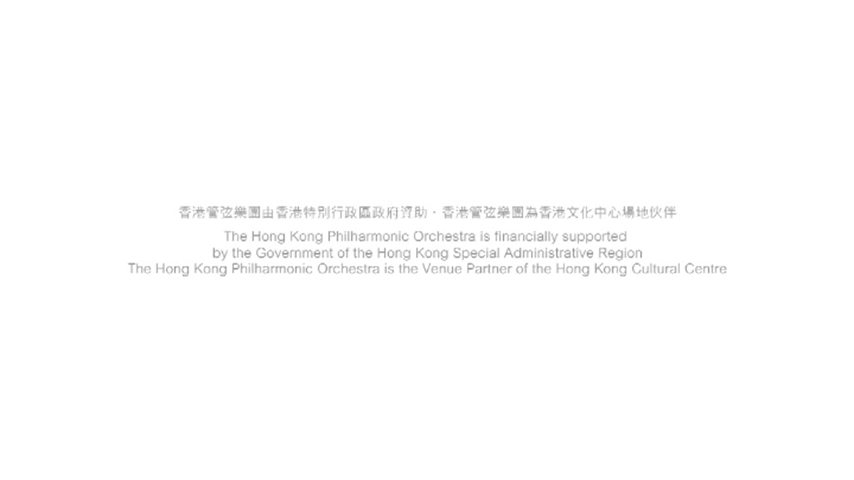 香港管弦樂團由香港特別行政區政府資助・香港管弦樂團為香港文化中心場地伙伴
The Hong Kong Philharmonic Orchestra is financially supported
by the Government of the Hong Kong Special Administrative Region
The Hong Kong Philharmonic Orchestra is the Venue Partner of the Hong Kong Cultural Centre